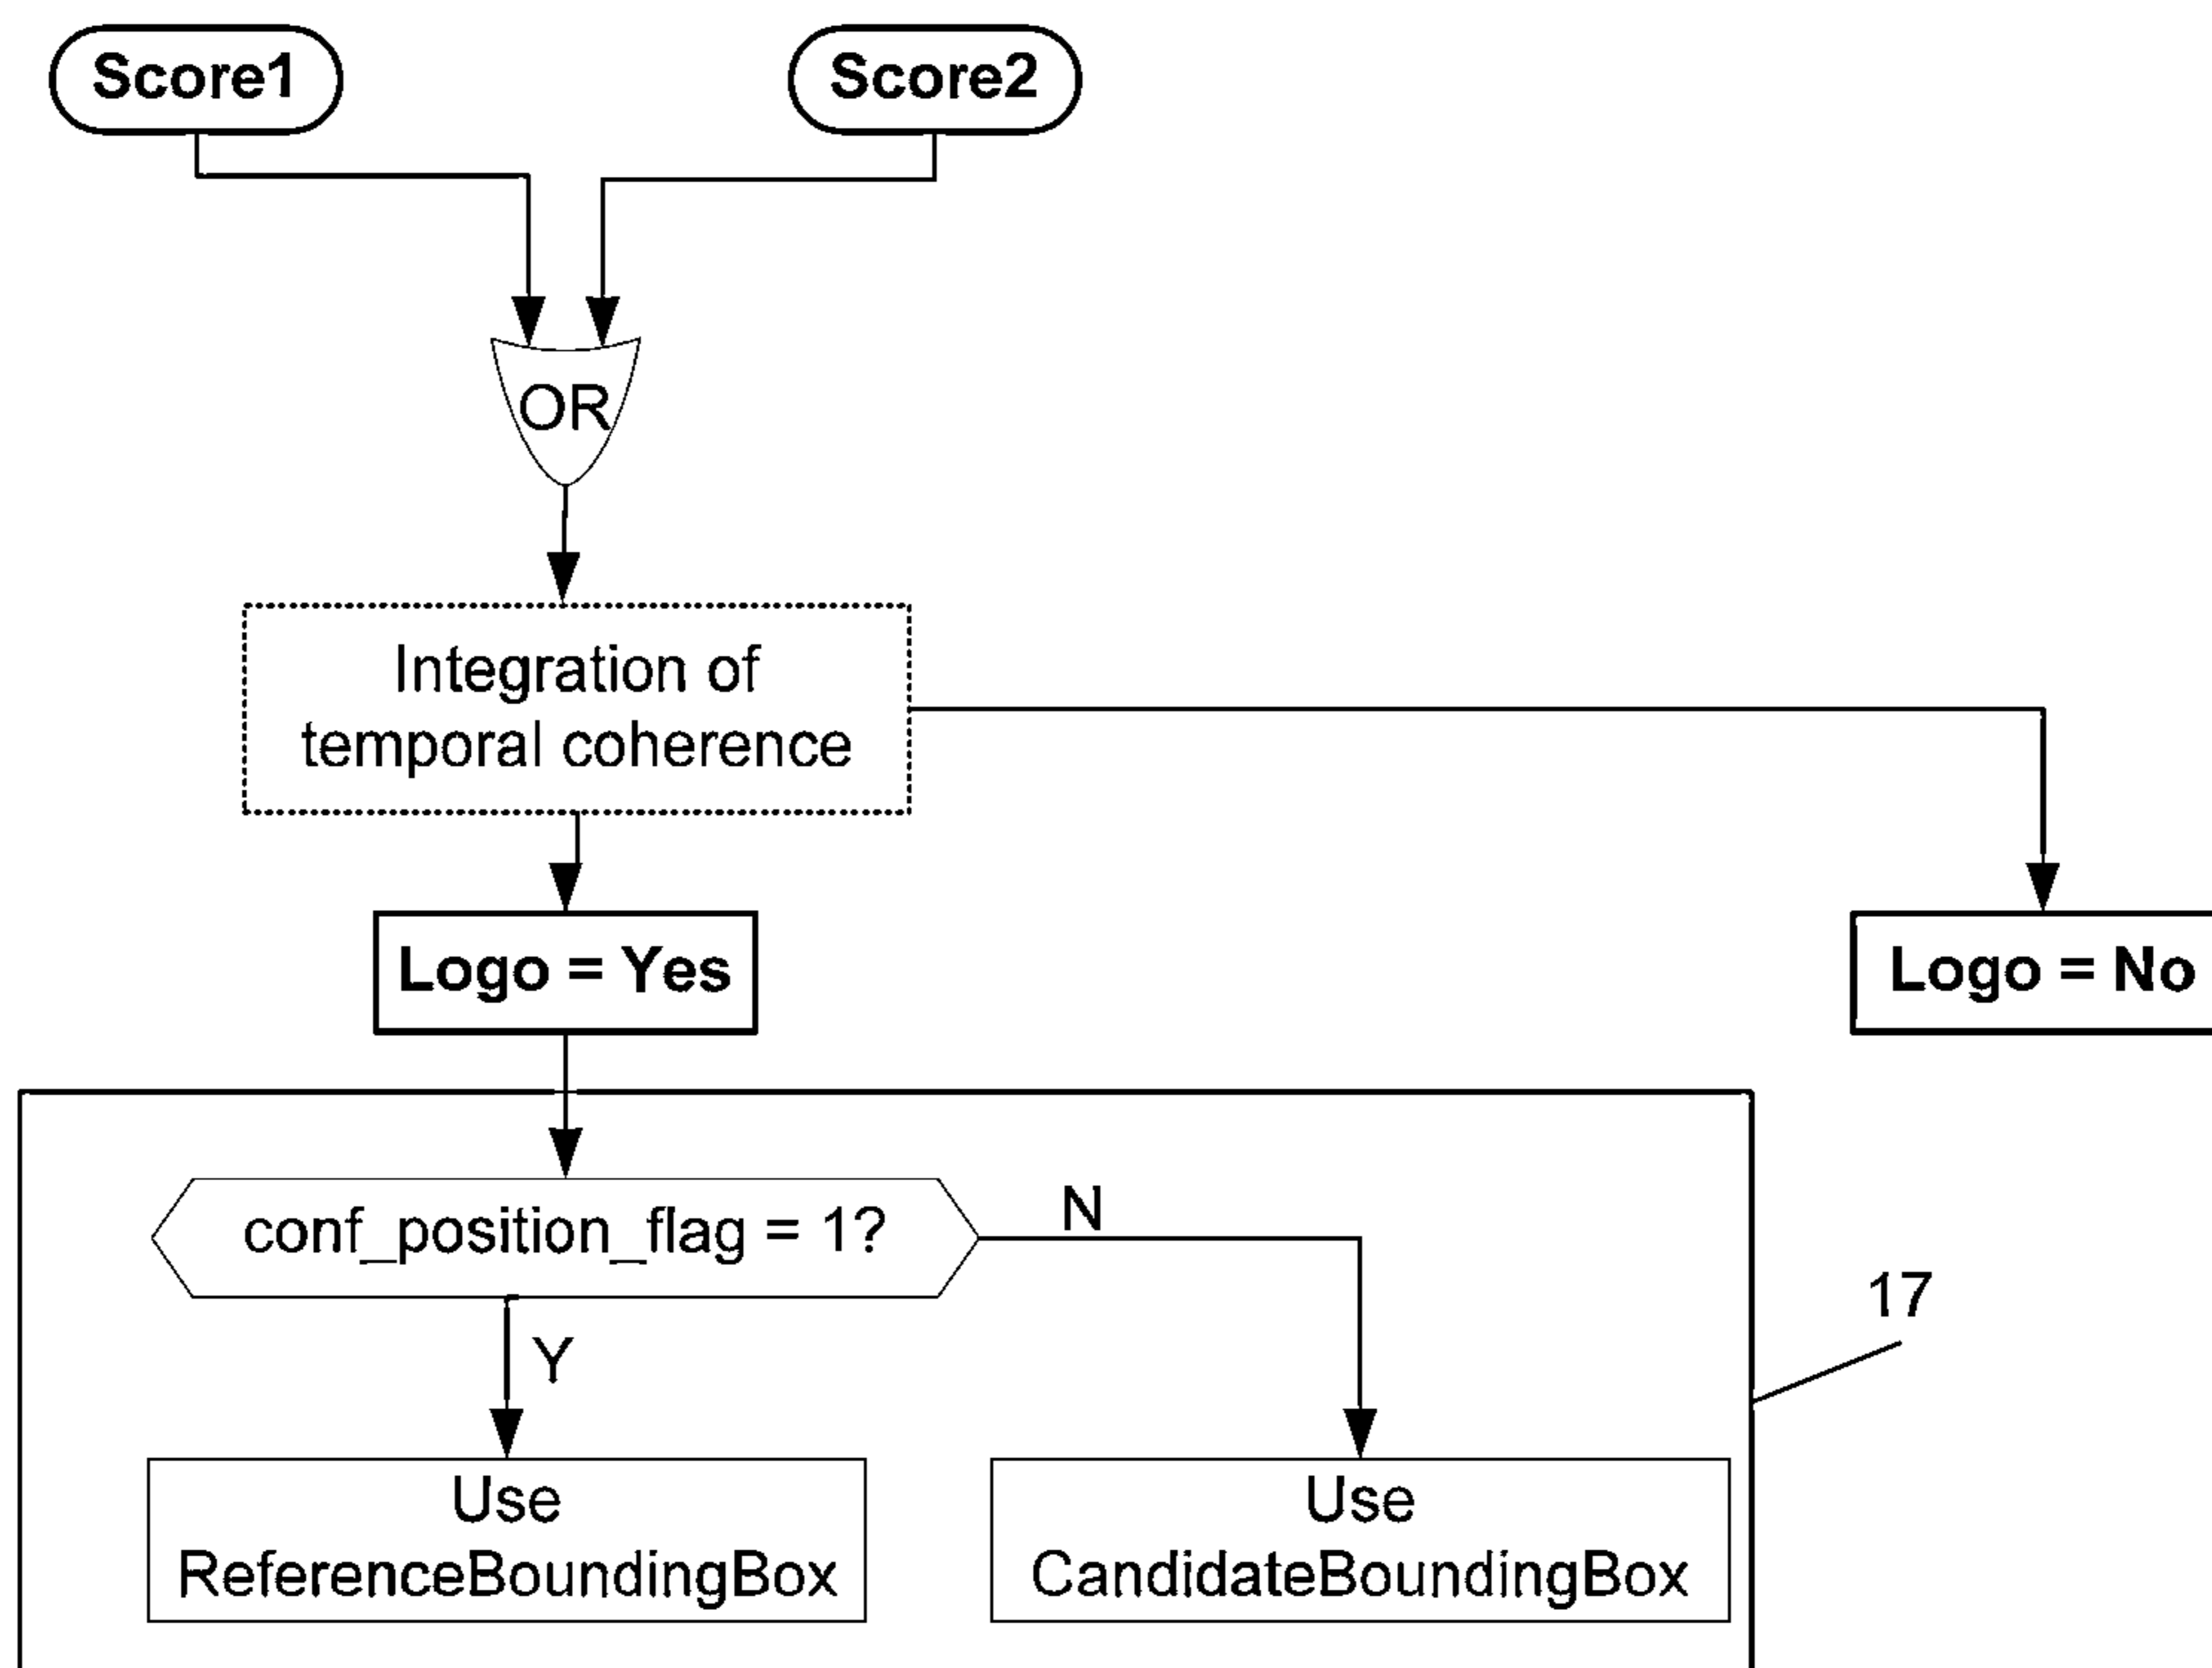 Score1
Score2
OR
Integration of
temporal coherence
Logo = Yes
Logo = No
conf_position_flag = 1?
N
17
Y
Use
ReferenceBoundingBox
Use
CandidateBoundingBox